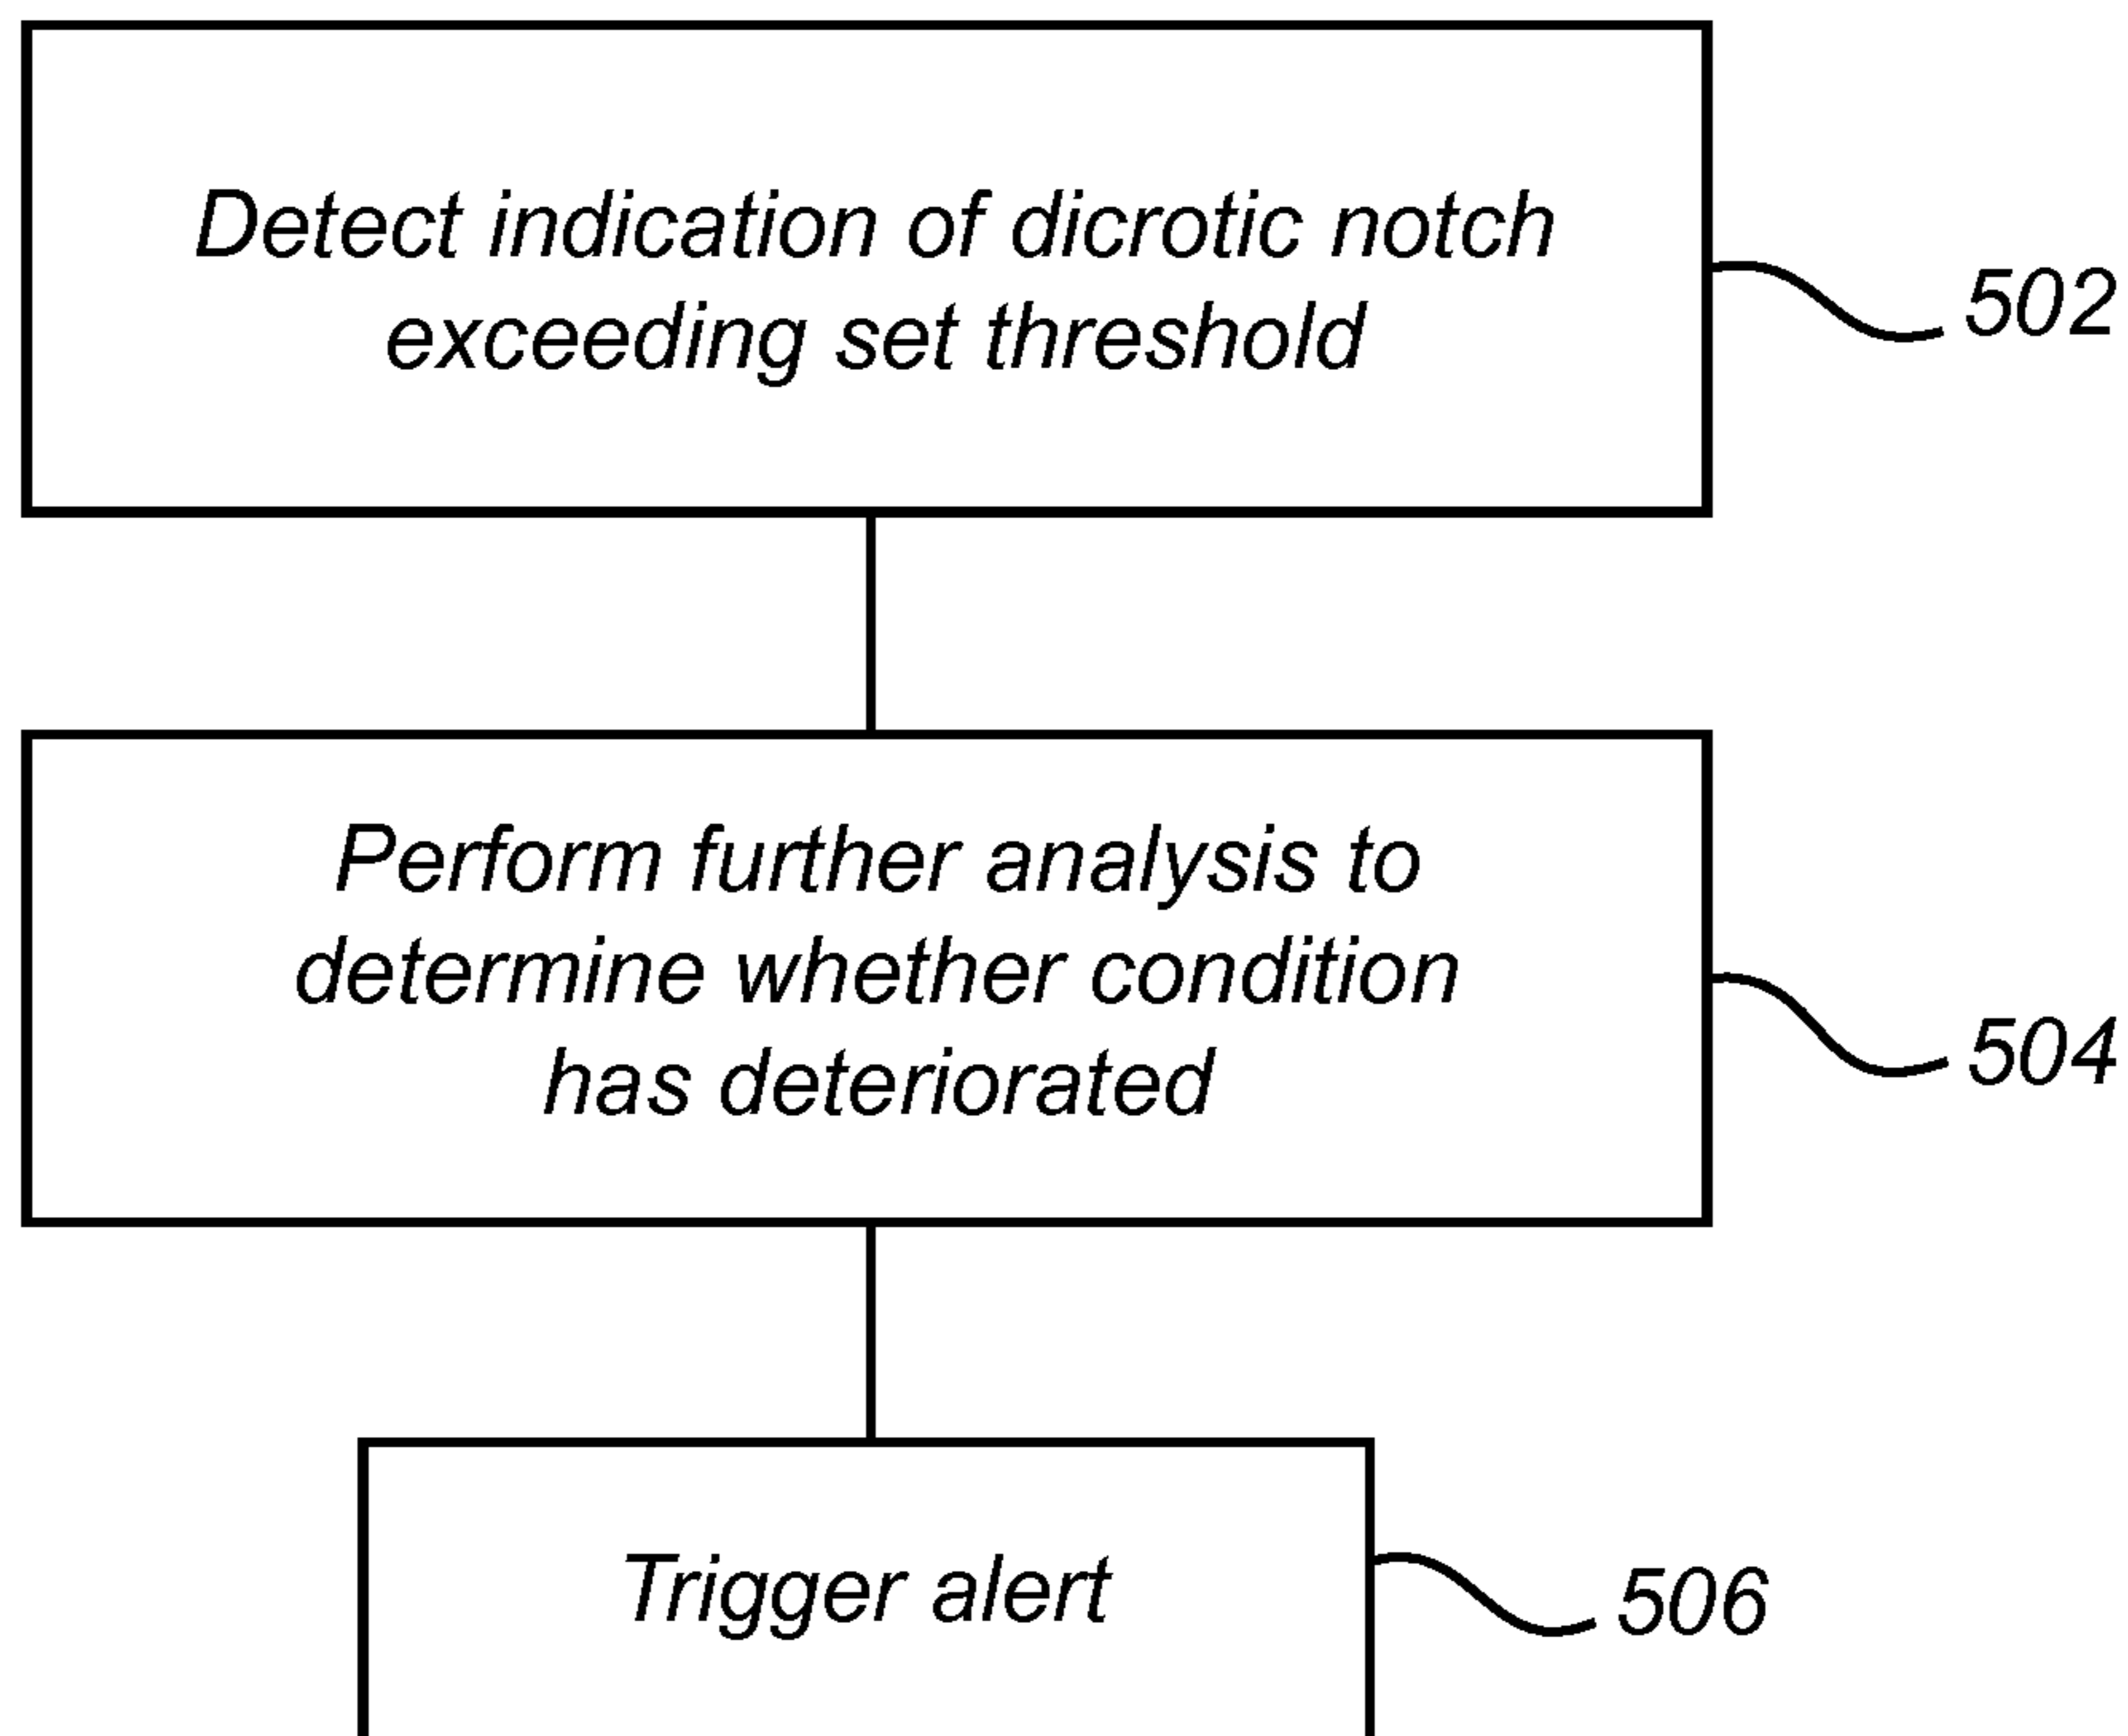 Detect indication of dicrotic notch
exceeding set threshold
502
Perform further analysis to
determine whether condition
has deteriorated
504
Trigger alert
506